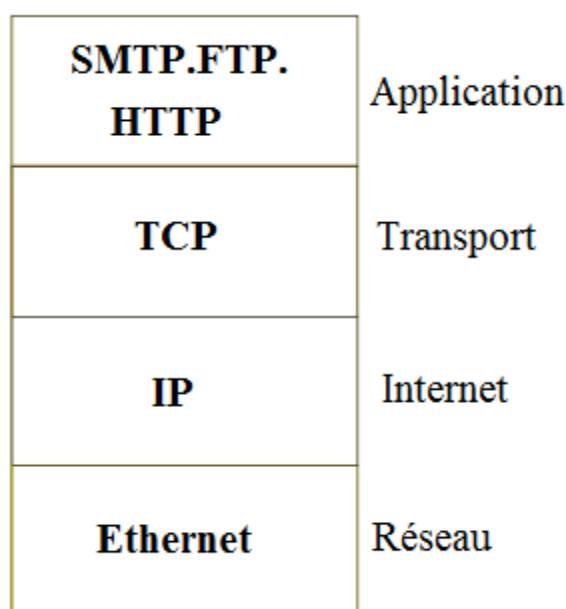 SMTP.FTP.
HTTP
Application
TCP
Transport
IP
Internet
Ethernet
Réseau